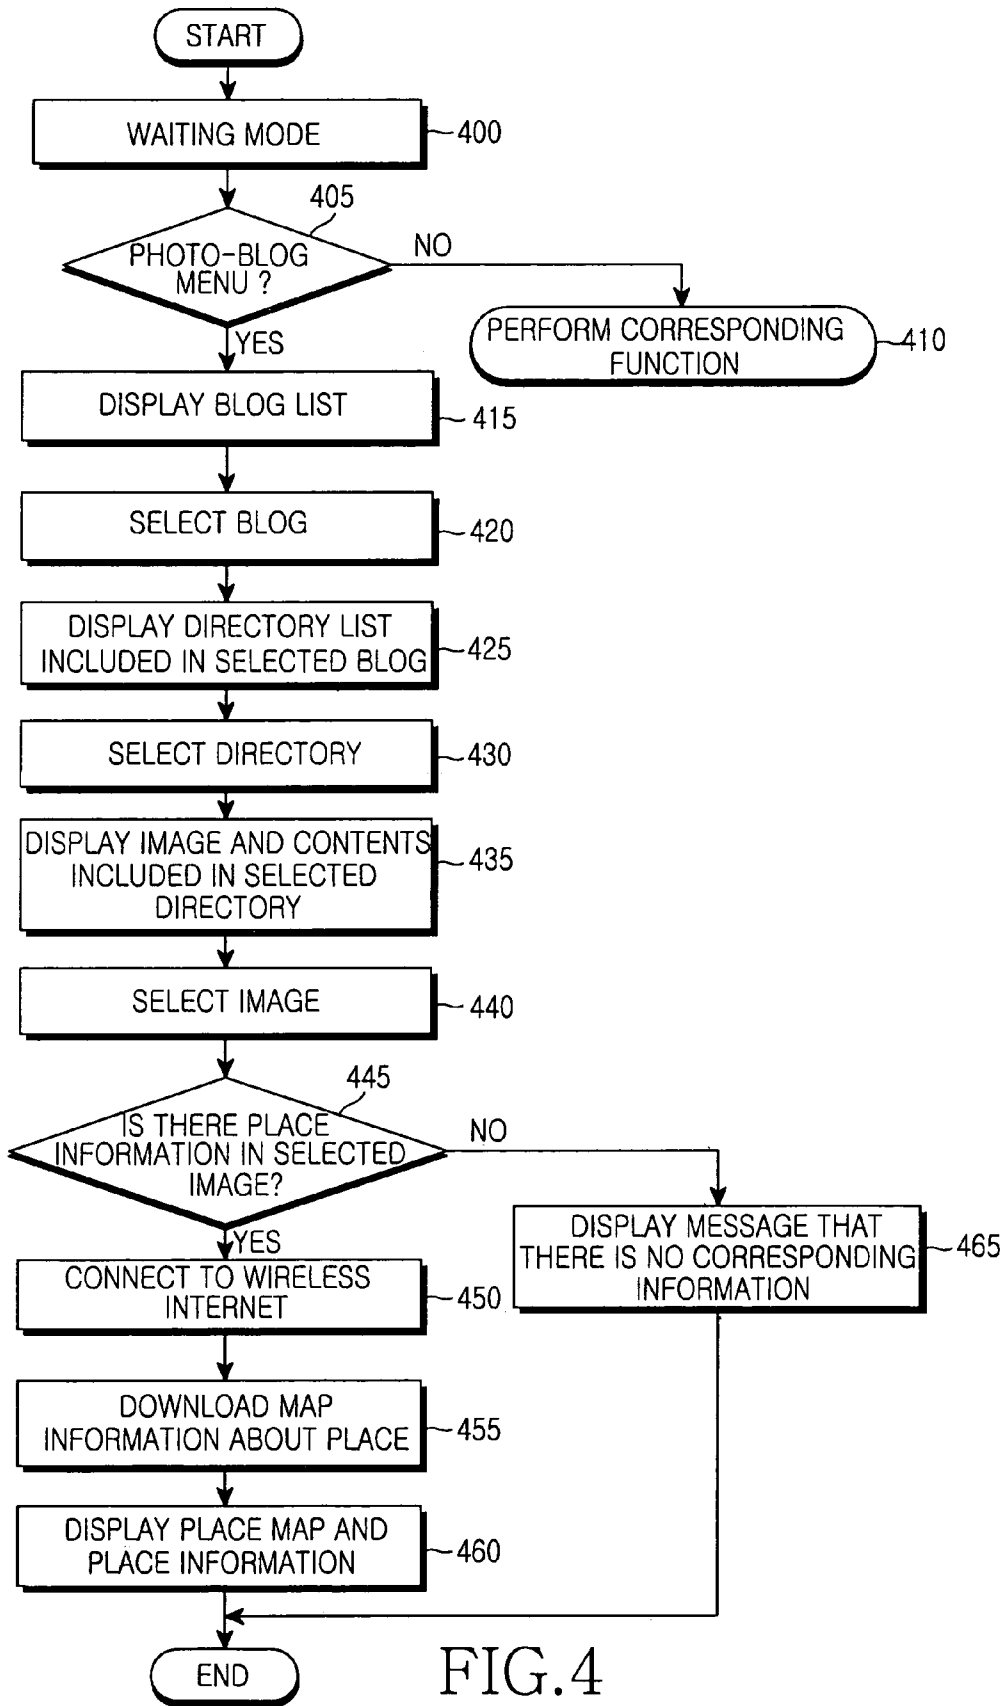 START
WAITING MODE
400
405
PHOTO-BLOG
MENU ?
NO
YES
PERFORM CORRESPONDING
FUNCTION
410
DISPLAY BLOG LIST
415
SELECT BLOG
420
DISPLAY DIRECTORY LIST
INCLUDED IN SELECTED BLOG
425
SELECT DIRECTORY
430
DISPLAY IMAGE AND CONTENTS
INCLUDED IN SELECTED
DIRECTORY
435
SELECT IMAGE
440
445
IS THERE PLACE
INFORMATION IN SELECTED
IMAGE?
NO
YES
DISPLAY MESSAGE THAT
THERE IS NO CORRESPONDING
INFORMATION
465
CONNECT TO WIRELESS
INTERNET
450
DOWNLOAD MAP
INFORMATION ABOUT PLACE
455
DISPLAY PLACE MAP AND
PLACE INFORMATION
460
END
FIG.4